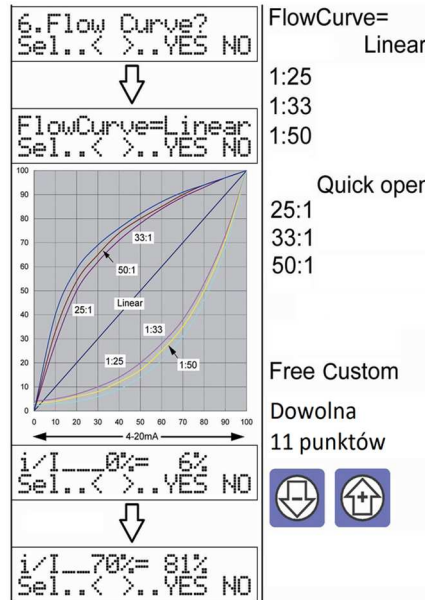 6.Flow Curve?
Sel..< >..YES NO
FlowCurve=Linear
Sel..< >..YES NO
100
90
80
70
60
50
40
30
20
10
0
33:1
50:1
25:1
Linear
1:33
1:25
1:50
0 10 20 30 40 50 60 70 80 90 100
4-20mA
i/I___0%= 6%
Sel..< >..YES NO
i/I__70%= 81%
Sel..< >..YES NO
FlowCurve=
Linear
1:25
1:33
1:50
Quick oper
25:1
33:1
50:1
Free Custom
Dowolna
11 punktów
- +